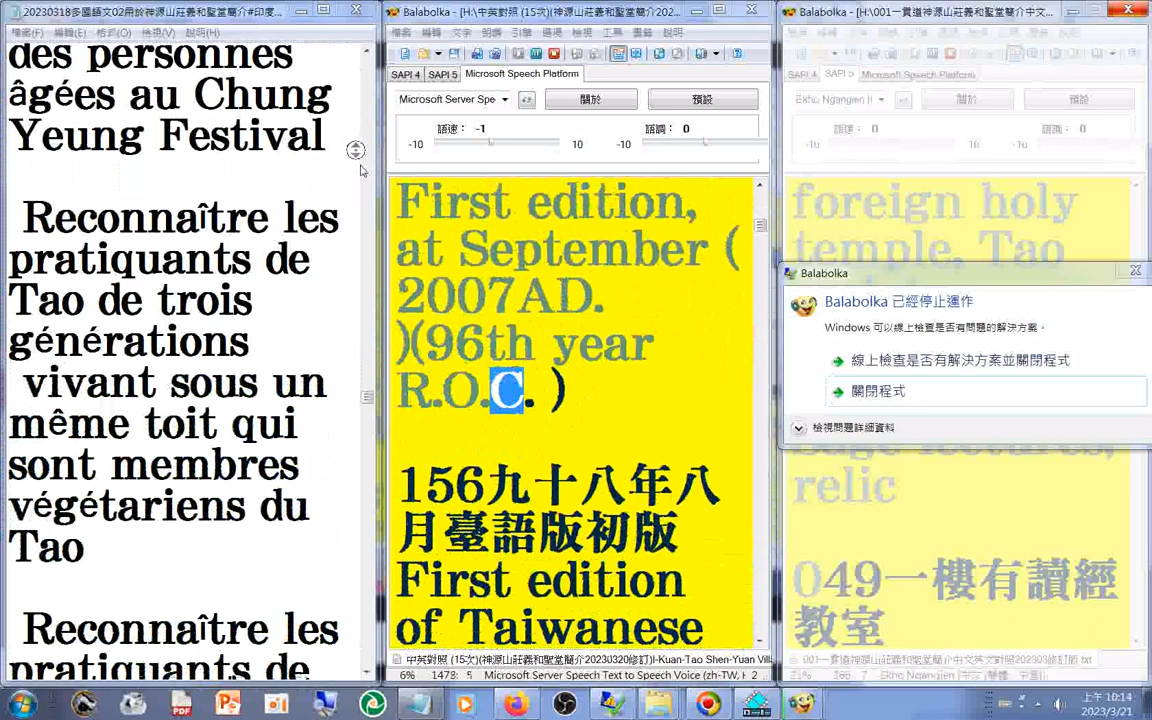 20230318多國語文02用於神源山莊義和聖堂簡介#印度...
檔案(F) 編輯(E) 格式(O) 檢視(V) 說明(H)
des personnes
âgées au Chung
Yeung Festival
Reconnaître les
pratiquants de
Tao de trois
générations
vivant sous un
même toit qui
sont membres
végétariens du
Tao
Reconnaître les
pratiquants de
Balabolka - [H:\中英對照 (15次)(神源山莊義和聖堂簡介202...
檔案 編輯 文字 朗讀 引擎 選項 檢視 工具 書籤 說明
SAPI 4 SAPI 5 Microsoft Speech Platform
Microsoft Server Spe 關於 預設
語速： -1 語調： 0
-10 10 -10
First edition,
at September (
2007AD.
)(96th year
R.O.C. )
156九十八年八
月臺語版初版
First edition
of Taiwanese
中英對照 (15次)(神源山莊義和聖堂簡介20230320修訂)I-Kuan-Tao Shen-Yuan Vill
6% 1478: 5 Microsoft Server Speech Text to Speech Voice (zh-TW, 2
Balabolka - [H:\001一貫道神源山莊義和聖堂簡介中文...
SAPI 4 SAPI 5 Microsoft Speech Platform
Ekho Ngangien 關於 預設
語速： 0 語調： 0
-10 10 -10
foreign holy
temple, Tao
Balabolka
Balabolka 已經停止運作
Windows 可以線上檢查是否有問題的解決方案。
線上檢查是否有解決方案並關閉程式
關閉程式
檢視問題詳細資料
relic
049一樓有讀經
教室
001一貫道神源山莊義和聖堂簡介中文英文對照202303修訂版.txt
上午 10:14
2023/3/21